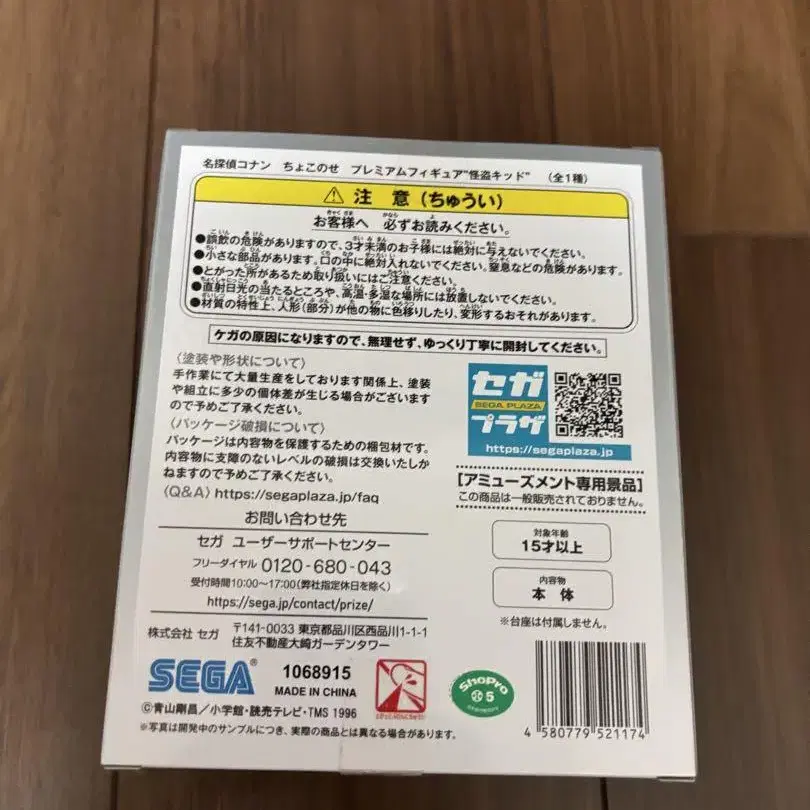 名探偵コナン ちょこのせ プレミアムフィギュア"怪盗キッド" (全1種)
⚠ 注 意 (ちゅうい)
お客様へ 必ずお読みください。
●誤飲の危険がありますので、3才未満のお子様には絶対に与えないでください。
●小さな部品があります。口の中に絶対入れないでください。窒息などの危険があります。
●とがった所があるため取り扱いにはご注意ください。
●直射日光の当たるところや、高温・多湿な場所には放置しないでください。
●材質の特性上、人形(部分)が他の物に色移りしたり、変形するおそれがあります。
ケガの原因になりますので、無理せず、ゆっくり丁寧に開封してください。
〈塗装や形状について〉
手作業にて大量生産をしております関係上、塗装
や組立に多少の個体差が生じる場合がございます
ので予めご了承ください。
〈パッケージ破損について〉
パッケージは内容物を保護するための梱包材です。
内容物に支障のないレベルの破損は交換いたしか
ねますので予めご了承ください。
〈Q&A〉https://segaplaza.jp/faq
お問い合わせ先
セガ ユーザーサポートセンター
フリーダイヤル 0120-680-043
受付時間10:00〜17:00(弊社指定休日を除く)
https://sega.jp/contact/prize/
株式会社 セガ 〒141-0033 東京都品川区西品川1-1-1
住友不動産大崎ガーデンタワー
セガ
SEGA PLAZA
プラザ
https://segaplaza.jp
【アミューズメント専用景品】
この商品は一般販売されておりません。
対象年齢
15才以上
内容物
本 体
※台座は付属しません。
SEGA®
1068915
MADE IN CHINA
ShoPro
5
4 580779 521174
©青山剛昌/小学館・読売テレビ・TMS 1996
※写真は開発中のサンプルにつき、実際の商品とは異なる場合があります。